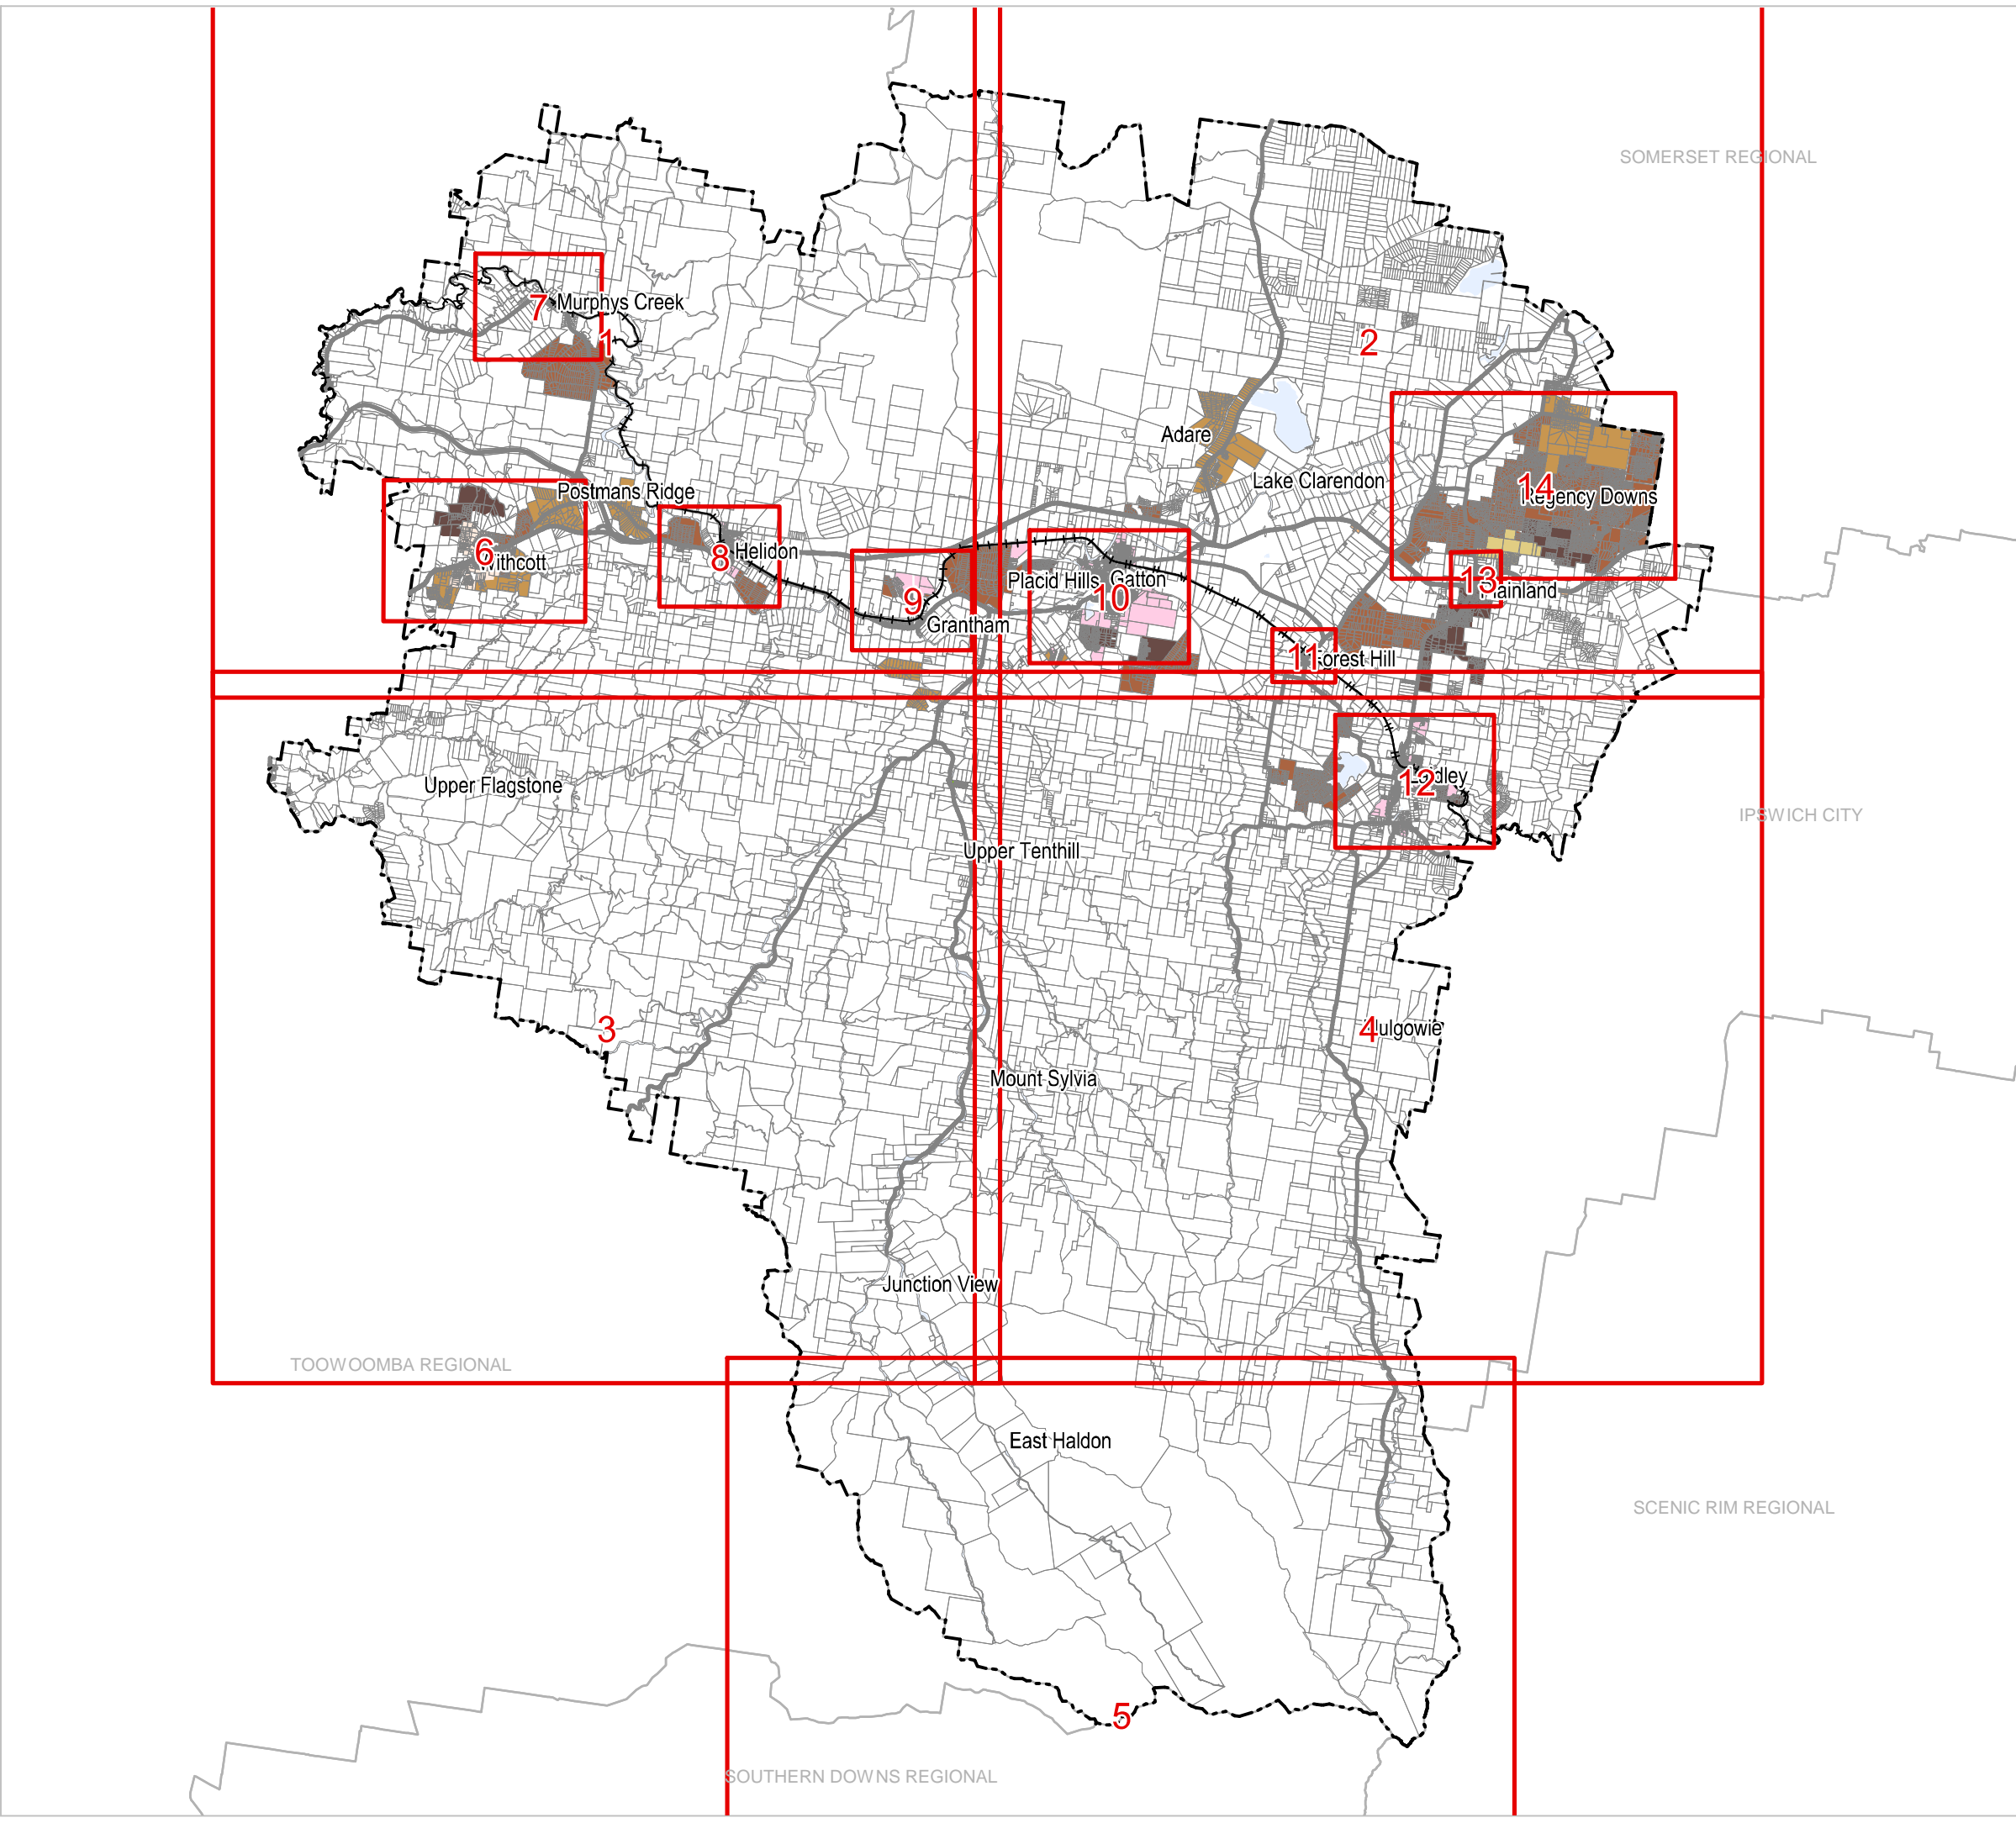 SOMERSET REGIONAL
7
Murphys Creek
1
2
Adare
Lake Clarendon
14
Regency Downs
Postmans Ridge
6
Withcott
8
Helidon
9
Grantham
Placid Hills
Gatton
10
13
Plainland
11
Forest Hill
12
Laidley
Upper Flagstone
IPSWICH CITY
Upper Tenthill
3
4
Mulgowie
Mount Sylvia
Junction View
TOOWOOMBA REGIONAL
East Haldon
SCENIC RIM REGIONAL
5
SOUTHERN DOWNS REGIONAL